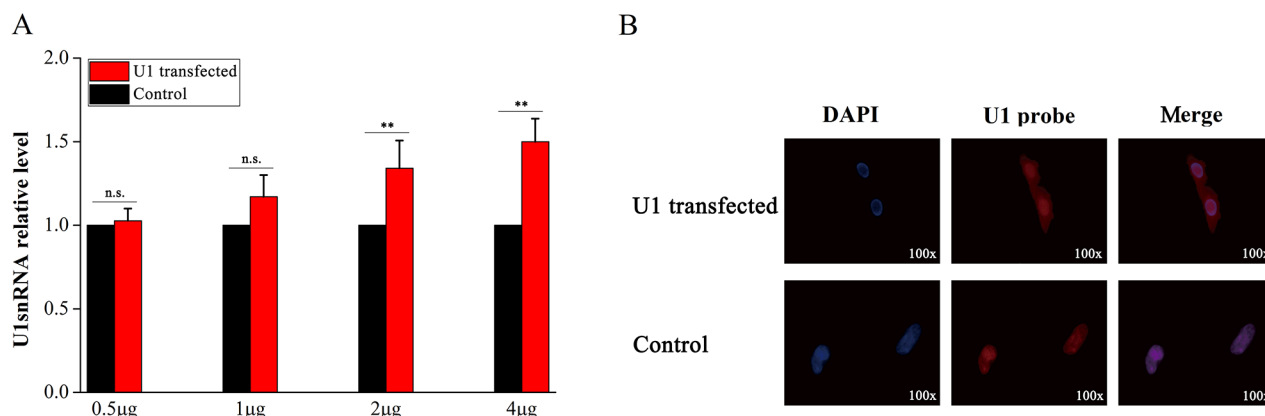 A
U1snRNA relative level
2.0
1.5
1.0
0.5
0.0
U1 transfected
Control
n.s.
n.s.
**
**
0.5μg
1μg
2μg
4μg
B
DAPI
U1 probe
Merge
U1 transfected
100x
100x
100x
Control
100x
100x
100x